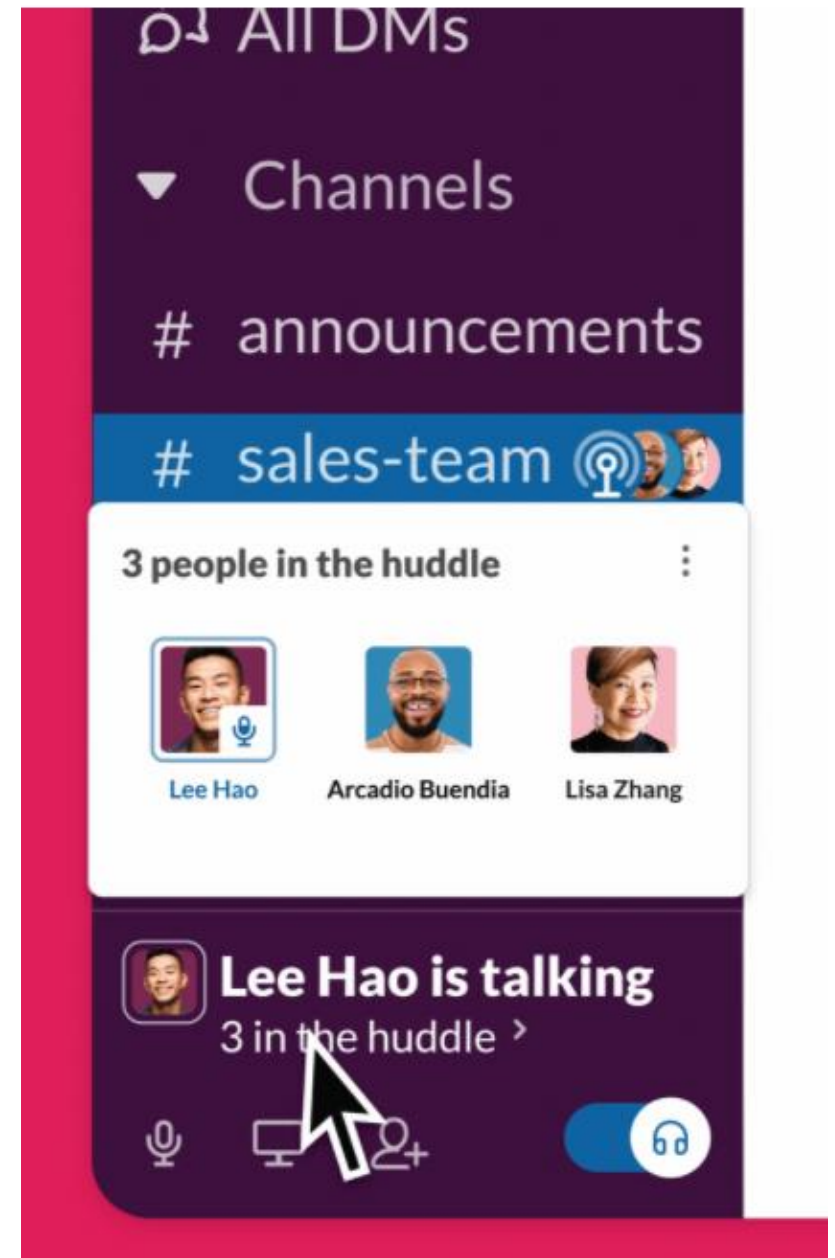 All DMs
Channels
# announcements
# sales-team
3 people in the huddle
Lee Hao Arcadio Buendia Lisa Zhang
Lee Hao is talking
3 in the huddle >